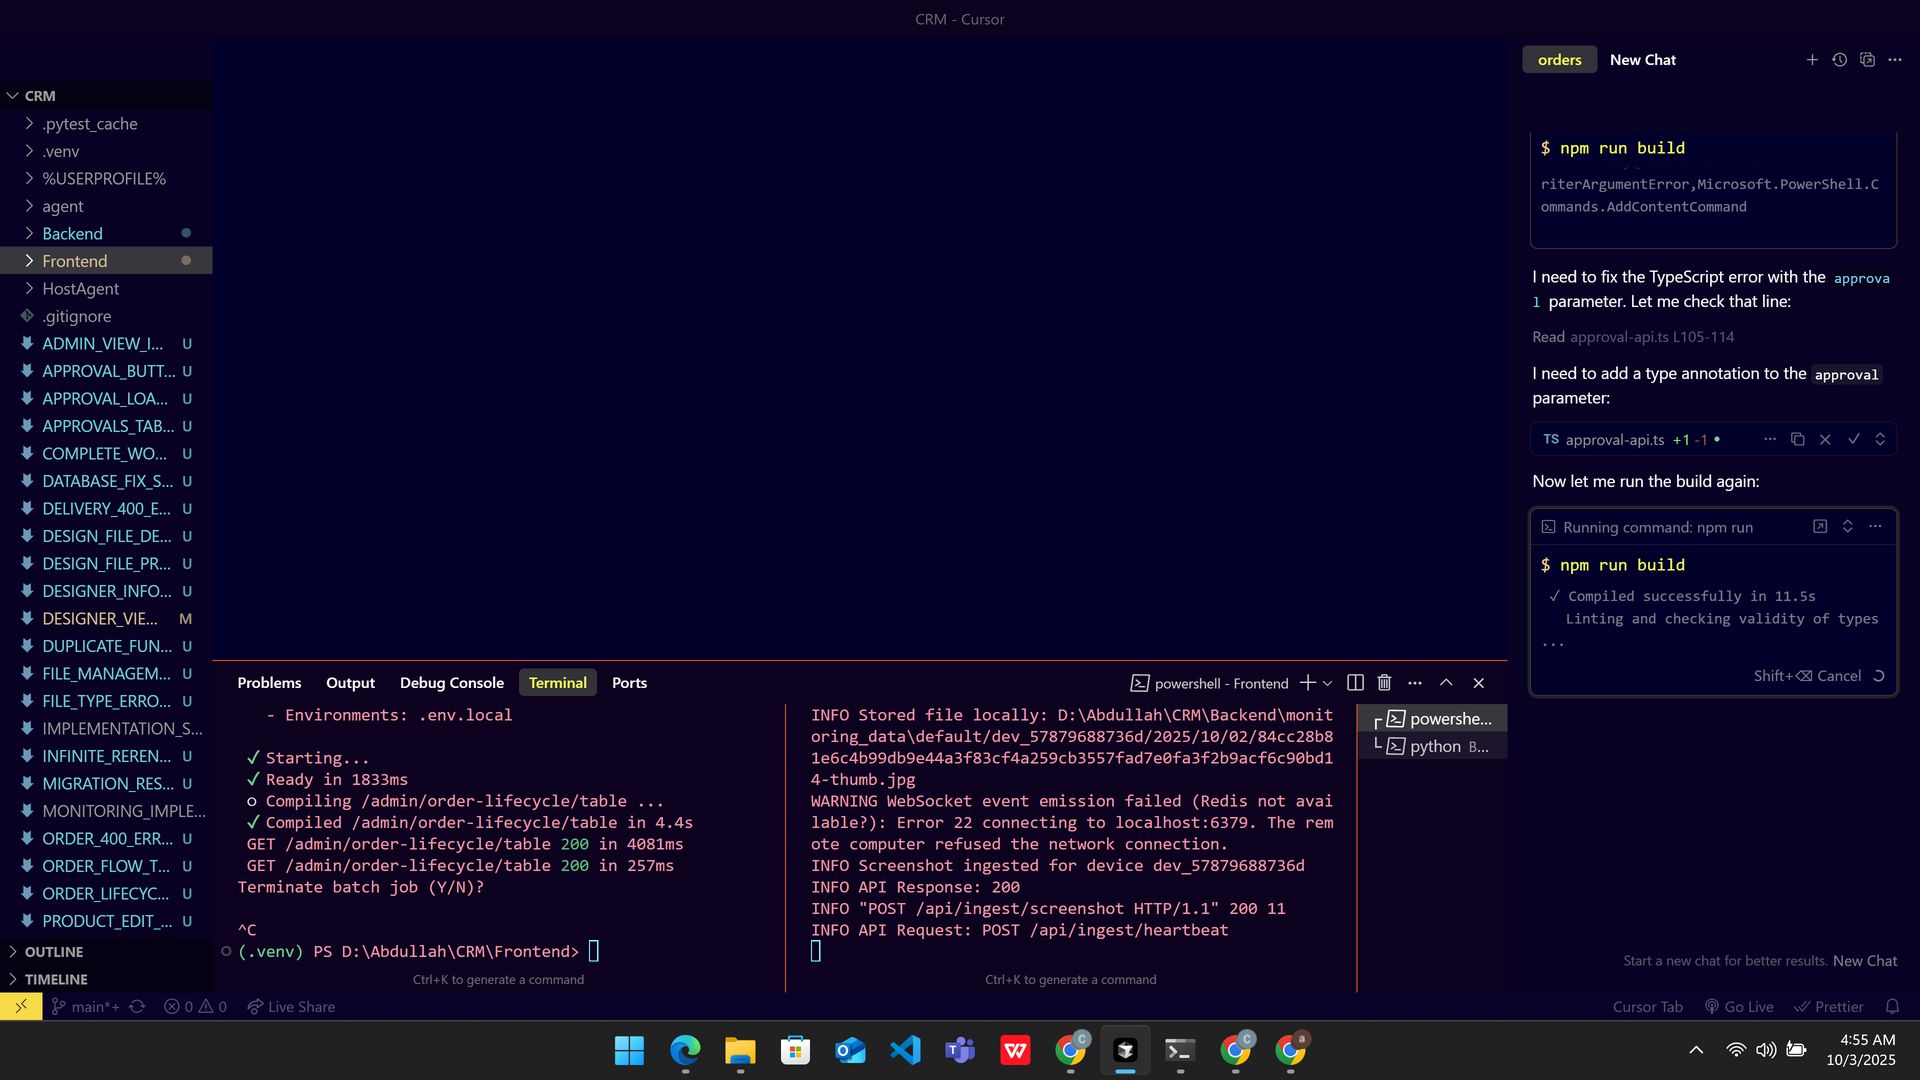 CRM - Cursor
CRM
.pytest_cache
.venv
%USERPROFILE%
agent
Backend
Frontend
HostAgent
.gitignore
ADMIN_VIEW_I... U
APPROVAL_BUTT... U
APPROVAL_LOA... U
APPROVALS_TAB... U
COMPLETE_WO... U
DATABASE_FIX_S... U
DELIVERY_400_E... U
DESIGN_FILE_DE... U
DESIGN_FILE_PR... U
DESIGNER_INFO... U
DESIGNER_VIE... M
DUPLICATE_FUN... U
FILE_MANAGEM... U
FILE_TYPE_ERRO... U
IMPLEMENTATION_S...
INFINITE_REREN... U
MIGRATION_RES... U
MONITORING_IMPLE...
ORDER_400_ERR... U
ORDER_FLOW_T... U
ORDER_LIFECYC... U
PRODUCT_EDIT_... U
OUTLINE
TIMELINE
Problems Output Debug Console Terminal Ports
powershell - Frontend
- Environments: .env.local
✓ Starting...
✓ Ready in 1833ms
○ Compiling /admin/order-lifecycle/table ...
✓ Compiled /admin/order-lifecycle/table in 4.4s
GET /admin/order-lifecycle/table 200 in 4081ms
GET /admin/order-lifecycle/table 200 in 257ms
Terminate batch job (Y/N)?
^C
(.venv) PS D:\Abdullah\CRM\Frontend>
Ctrl+K to generate a command
INFO Stored file locally: D:\Abdullah\CRM\Backend\monit
oring_data\default/dev_57879688736d/2025/10/02/84cc28b8
1e6c4b99db9e44a3f83cf4a259cb3557fad7e0fa3f2b9acf6c90bd1
4-thumb.jpg
WARNING WebSocket event emission failed (Redis not avai
lable?): Error 22 connecting to localhost:6379. The rem
ote computer refused the network connection.
INFO Screenshot ingested for device dev_57879688736d
INFO API Response: 200
INFO "POST /api/ingest/screenshot HTTP/1.1" 200 11
INFO API Request: POST /api/ingest/heartbeat
Ctrl+K to generate a command
powershe...
python B...
orders New Chat
$ npm run build
riterArgumentError,Microsoft.PowerShell.C
ommands.AddContentCommand
I need to fix the TypeScript error with the approva
l parameter. Let me check that line:
Read approval-api.ts L105-114
I need to add a type annotation to the approval
parameter:
TS approval-api.ts +1 -1 •
Now let me run the build again:
Running command: npm run
$ npm run build
✓ Compiled successfully in 11.5s
Linting and checking validity of types
...
Shift+⌫ Cancel
Start a new chat for better results. New Chat
main*+ 0 0 Live Share
Cursor Tab Go Live Prettier
4:55 AM
10/3/2025